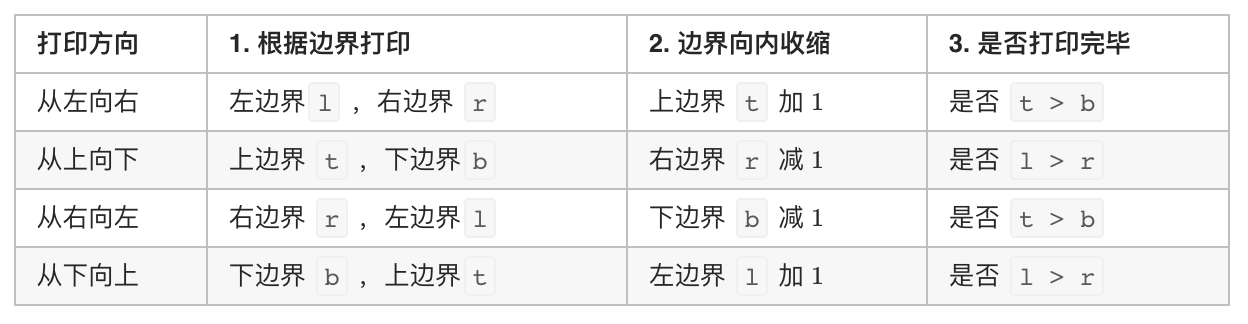 打印方向 1. 根据边界打印 2. 边界向内收缩 3. 是否打印完毕
从左向右 左边界 l ，右边界 r 上边界 t 加 1 是否 t > b
从上向下 上边界 t ，下边界 b 右边界 r 减 1 是否 l > r
从右向左 右边界 r ，左边界 l 下边界 b 减 1 是否 t > b
从下向上 下边界 b ，上边界 t 左边界 l 加 1 是否 l > r